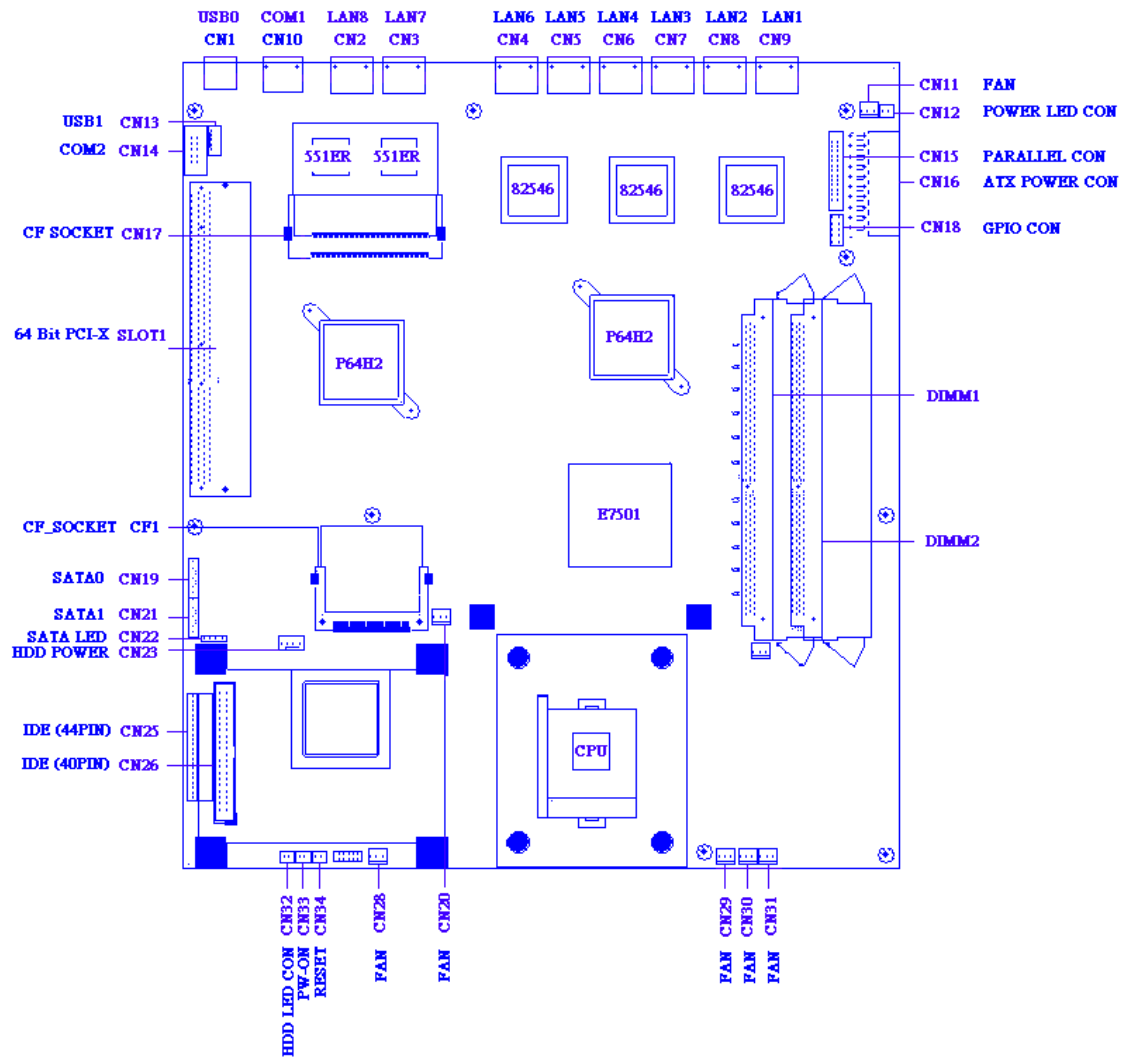 USB0 COM1 LAN8 LAN7 LAN6 LAN5 LAN4 LAN3 LAN2 LAN1
CN1 CN10 CN2 CN3 CN4 CN5 CN6 CN7 CN8 CN9
CN11 FAN
CN12 POWER LED CON
USB1 CN13
COM2 CN14
551ER 551ER
CN15 PARALLEL CON
CN16 ATX POWER CON
82546 82546 82546
CN18 GPIO CON
CF SOCKET CN17
64 Bit PCI-X SLOT1
P64H2
P64H2
DIMM1
E7501
CF_SOCKET CF1
DIMM2
SATA0 CN19
SATA1 CN21
SATA LED CN22
HDD POWER CN23
IDE (44PIN) CN25
CPU
IDE (40PIN) CN26
HDD LED CON CN32
PW-ON CN33
RESET CN34
FAN CN28
FAN CN20
FAN CN29
FAN CN30
FAN CN31